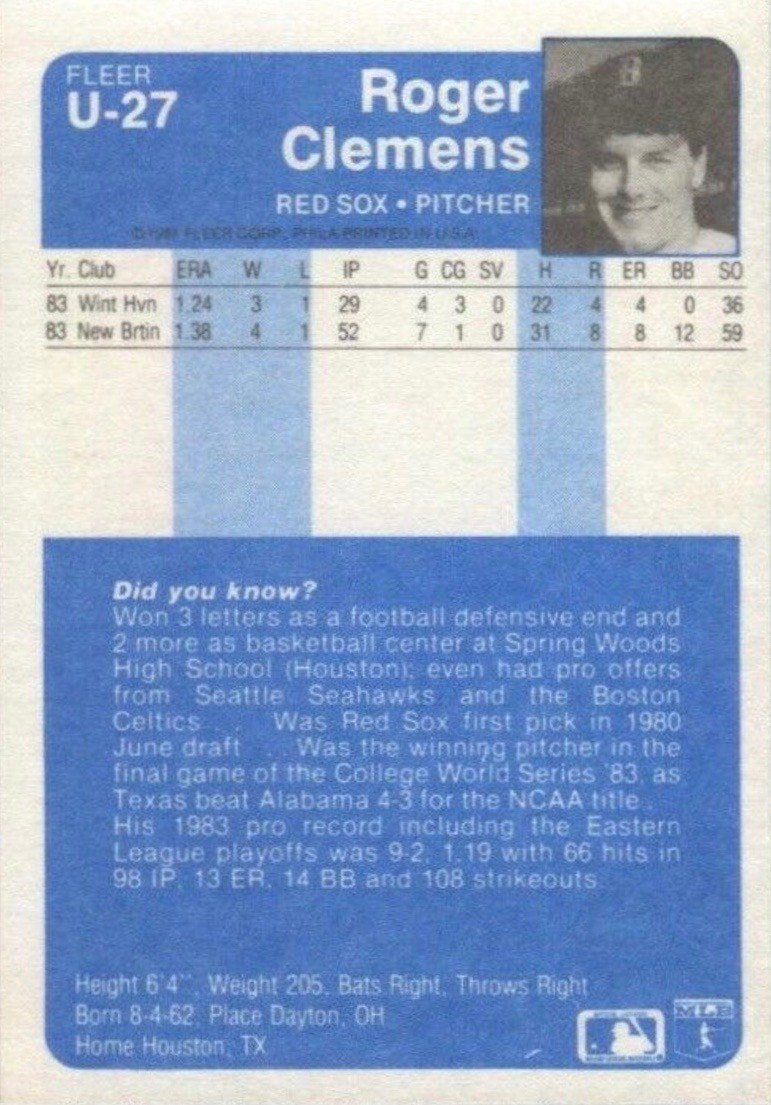 FLEER
U-27
Roger
Clemens
RED SOX • PITCHER
FLEER CORP., PHILA PRINTED IN U.S.A.
Yr. Club ERA W L IP G CG SV H R ER BB SO
83 Wint Hvn 1.24 3 1 29 4 3 0 22 4 4 0 36
83 New Brtin 1.38 4 1 52 7 1 0 31 8 8 12 59
Did you know?
Won 3 letters as a football defensive end and
2 more as basketball center at Spring Woods
High School (Houston); even had pro offers
from Seattle Seahawks and the Boston
Celtics . . . Was Red Sox first pick in 1980
June draft . . . Was the winning pitcher in the
final game of the College World Series '83, as
Texas beat Alabama 4-3 for the NCAA title . .
His 1983 pro record including the Eastern
League playoffs was 9-2, 1.19 with 66 hits in
98 IP, 13 ER, 14 BB and 108 strikeouts.
Height 6'4", Weight 205, Bats Right, Throws Right
Born 8-4-62, Place Dayton, OH
Home Houston, TX
MLB
B